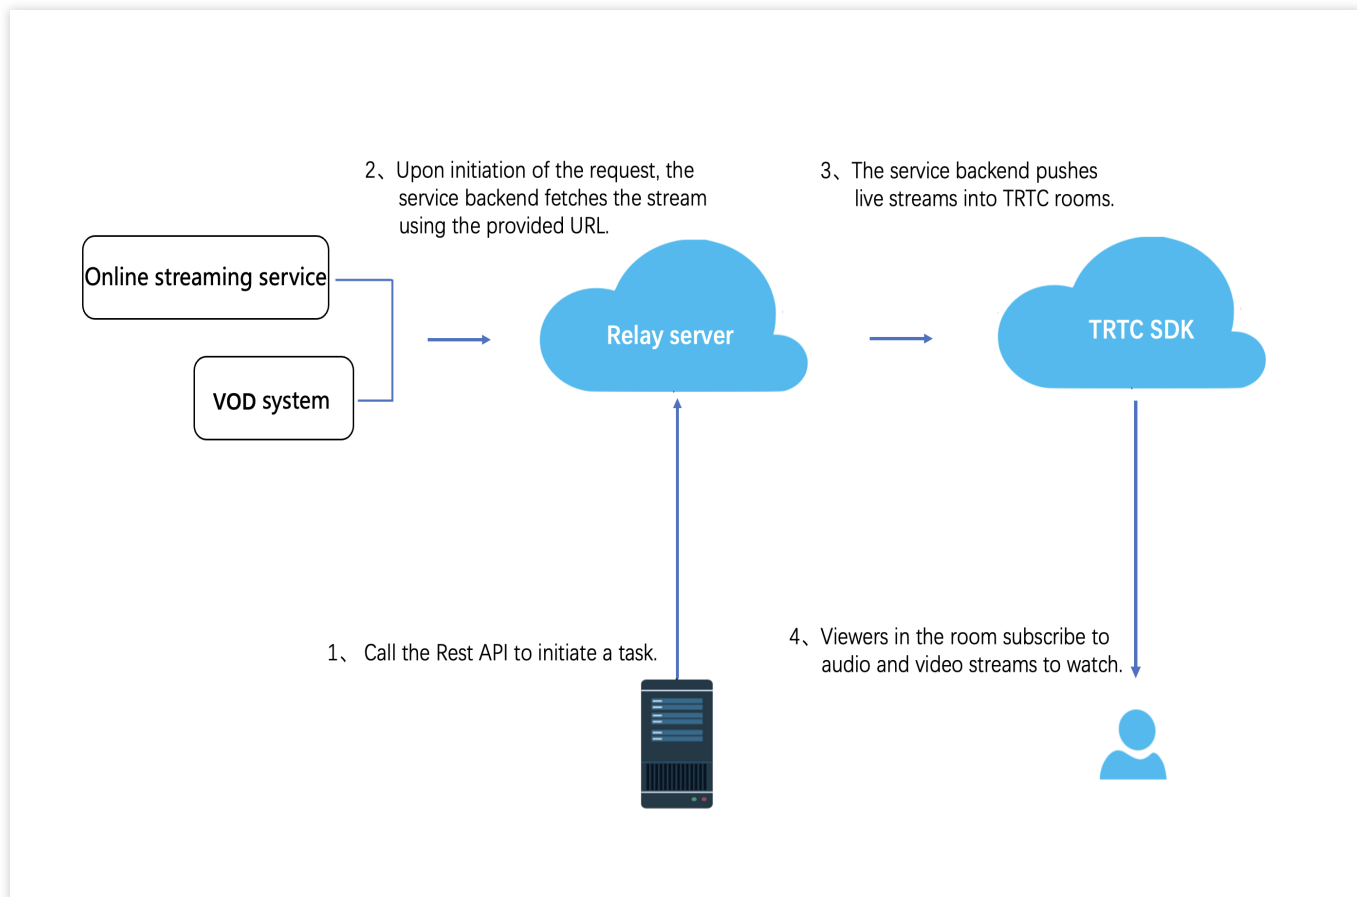 2、Upon initiation of the request, the
service backend fetches the stream
using the provided URL.
3、The service backend pushes
live streams into TRTC rooms.
Online streaming service
VOD system
Relay server
TRTC SDK
1、 Call the Rest API to initiate a task.
4、Viewers in the room subscribe to
audio and video streams to watch.